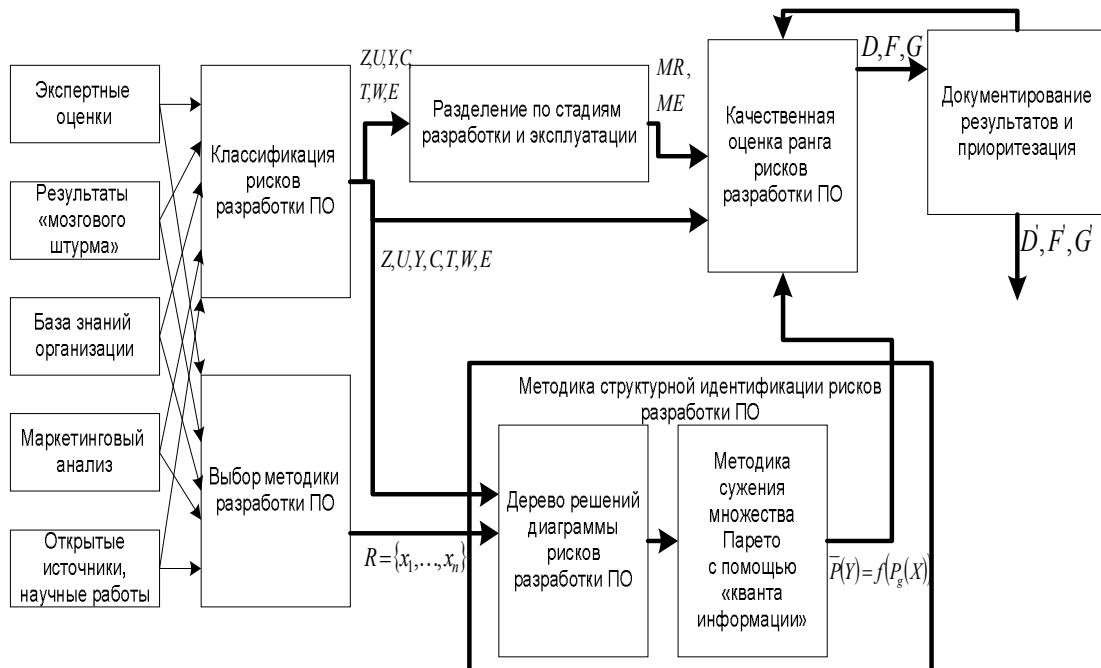 Экспертные
оценки
Результаты
«мозгового
штурма»
База знаний
организации
Маркетинговый
анализ
Открытые
источники,
научные работы
Классификация
рисков
разработки ПО
Выбор методики
разработки ПО
Z,U,Y,C,
T,W,E
Разделение по стадиям
разработки и эксплуатации
MR,
ME
Z,U,Y,C,T,W,E
Качественная
оценка ранга
рисков
разработки ПО
D,F,G
Документирование
результатов и
приоритезация
D',F',G'
Методика структурной идентификации рисков
разработки ПО
R={x₁,…,xₙ}
Дерево решений
диаграммы
рисков
разработки ПО
Методика
сужения
множества
Парето
с помощью
«кванта
информации»
P̅(Y)=f(P_g(X))